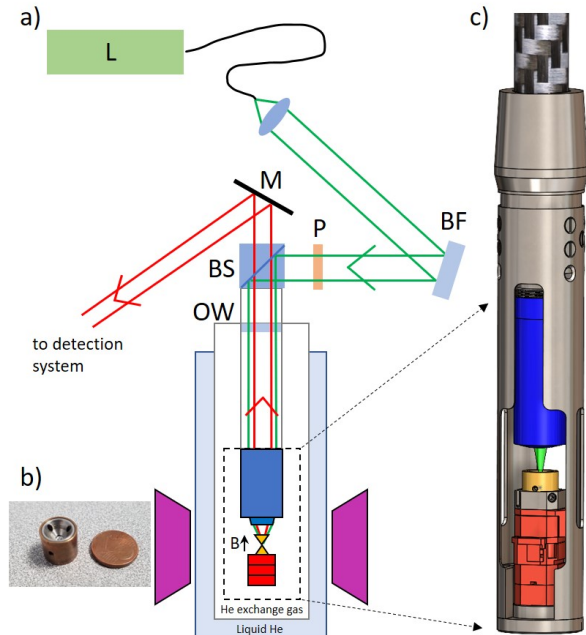 a)
c)
L
M
P
BF
BS
OW
to detection
system
b)
B
He exchange gas
Liquid He